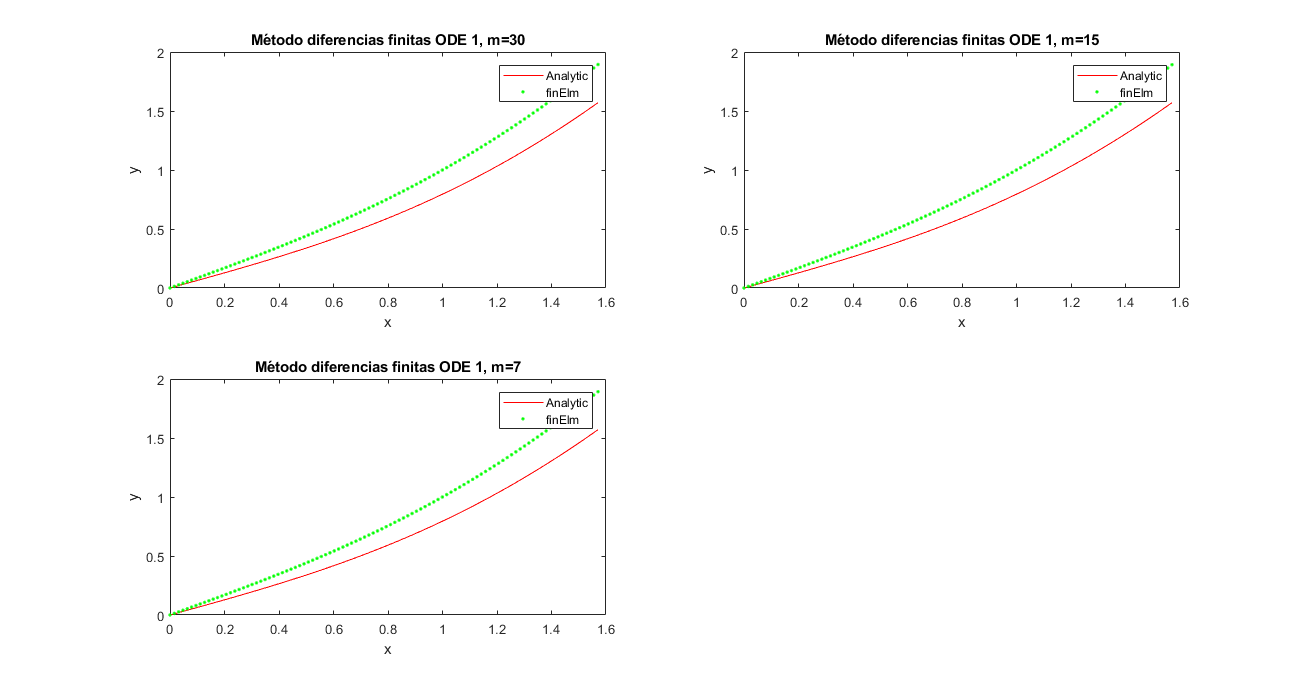 Método diferencias finitas ODE 1, m=30
Analytic
finElm
y
2
1.5
1
0.5
0
0 0.2 0.4 0.6 0.8 1 1.2 1.4 1.6
x
Método diferencias finitas ODE 1, m=15
Analytic
finElm
y
2
1.5
1
0.5
0
0 0.2 0.4 0.6 0.8 1 1.2 1.4 1.6
x
Método diferencias finitas ODE 1, m=7
Analytic
finElm
y
2
1.5
1
0.5
0
0 0.2 0.4 0.6 0.8 1 1.2 1.4 1.6
x